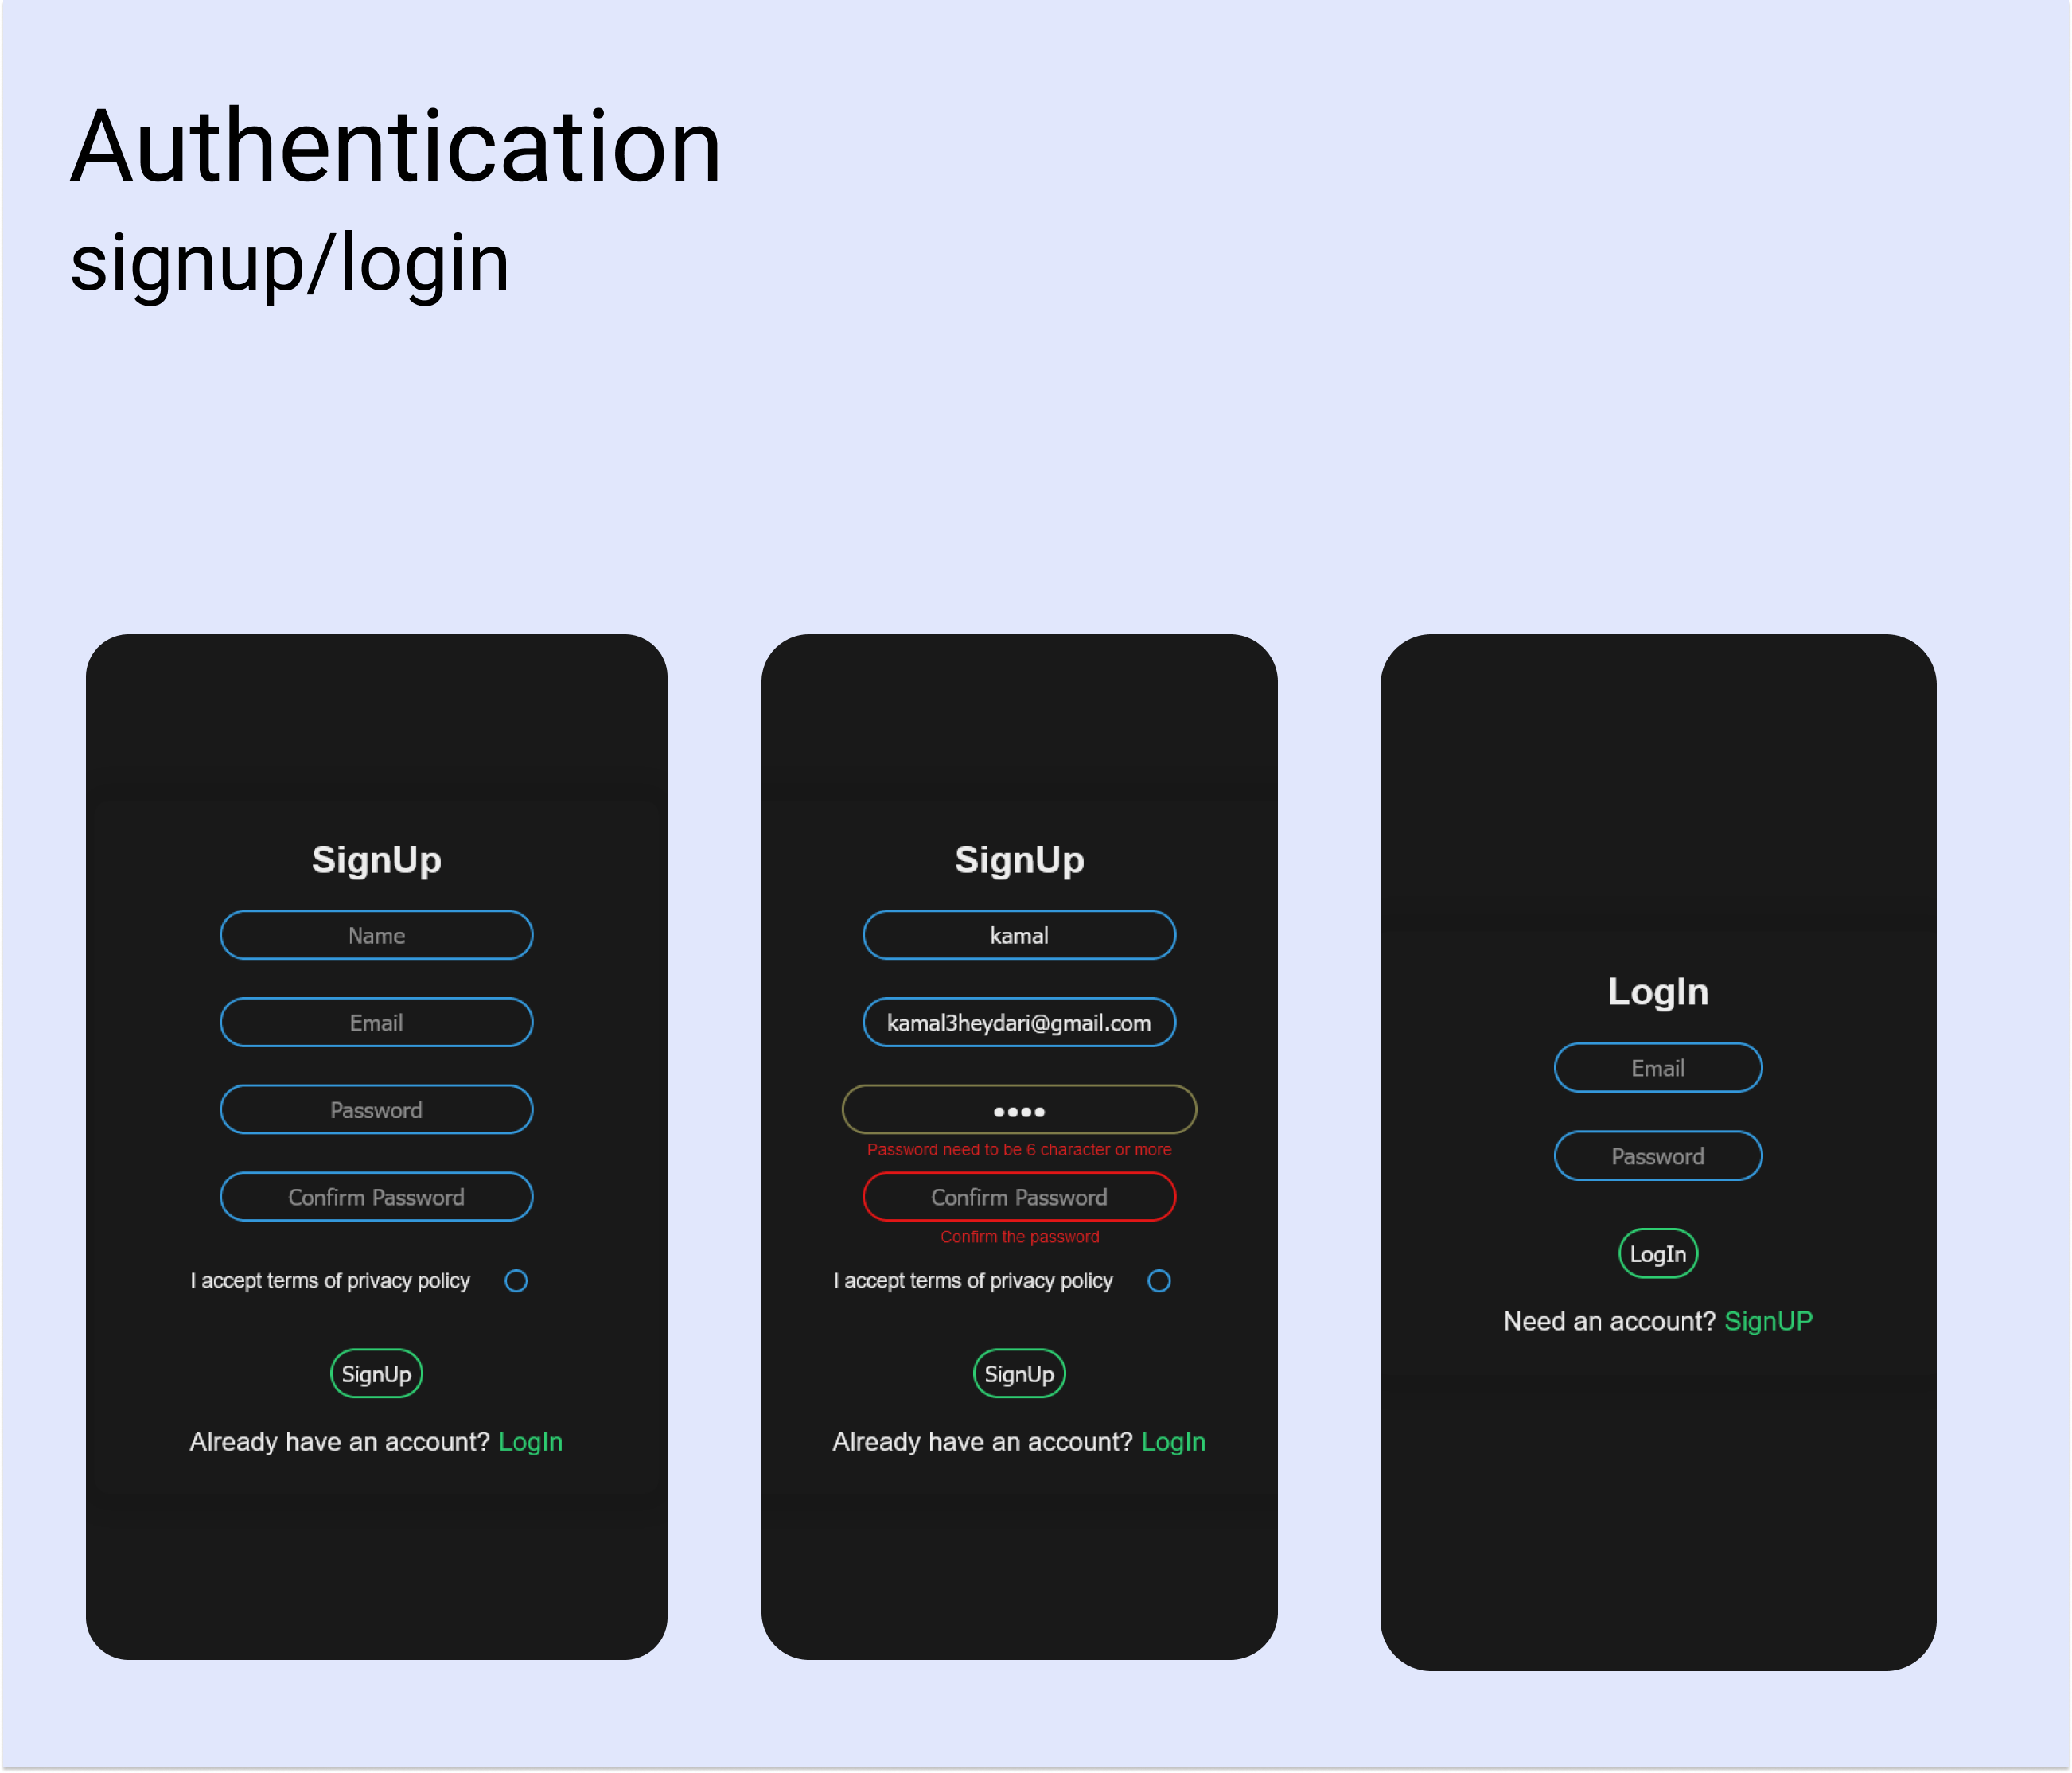 Authentication
signup/login
SignUp
Name
Email
Password
Confirm Password
I accept terms of privacy policy
SignUp
Already have an account? LogIn
SignUp
kamal
kamal3heydari@gmail.com
••••
Password need to be 6 character or more
Confirm Password
Confirm the password
I accept terms of privacy policy
SignUp
Already have an account? LogIn
LogIn
Email
Password
LogIn
Need an account? SignUP